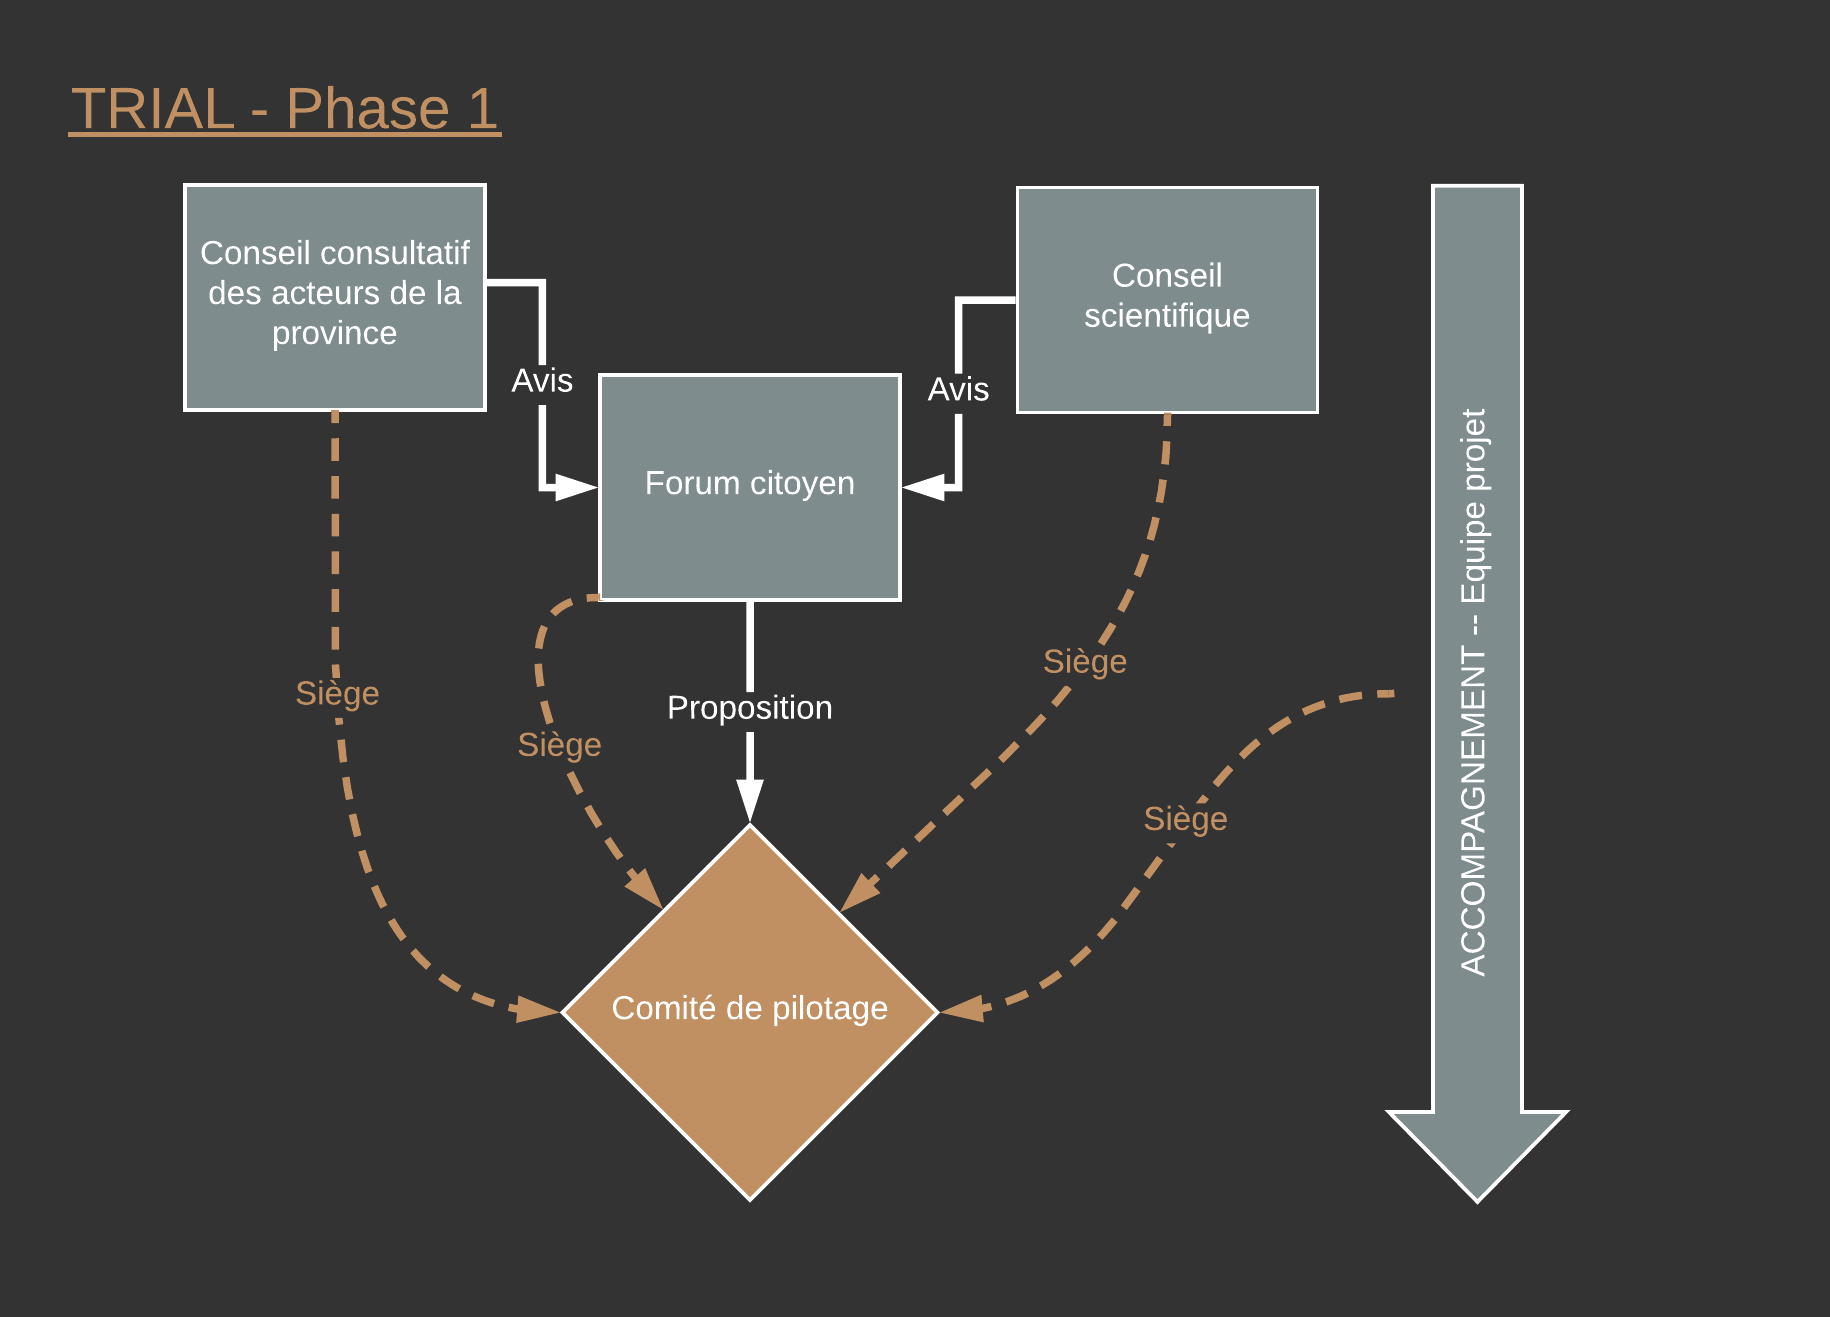 TRIAL - Phase 1
Conseil consultatif
des acteurs de la
province
Conseil
scientifique
Avis
Avis
Forum citoyen
Siège
Siège
Proposition
Siège
Siège
Comité de pilotage
ACCOMPAGNEMENT -- Equipe projet